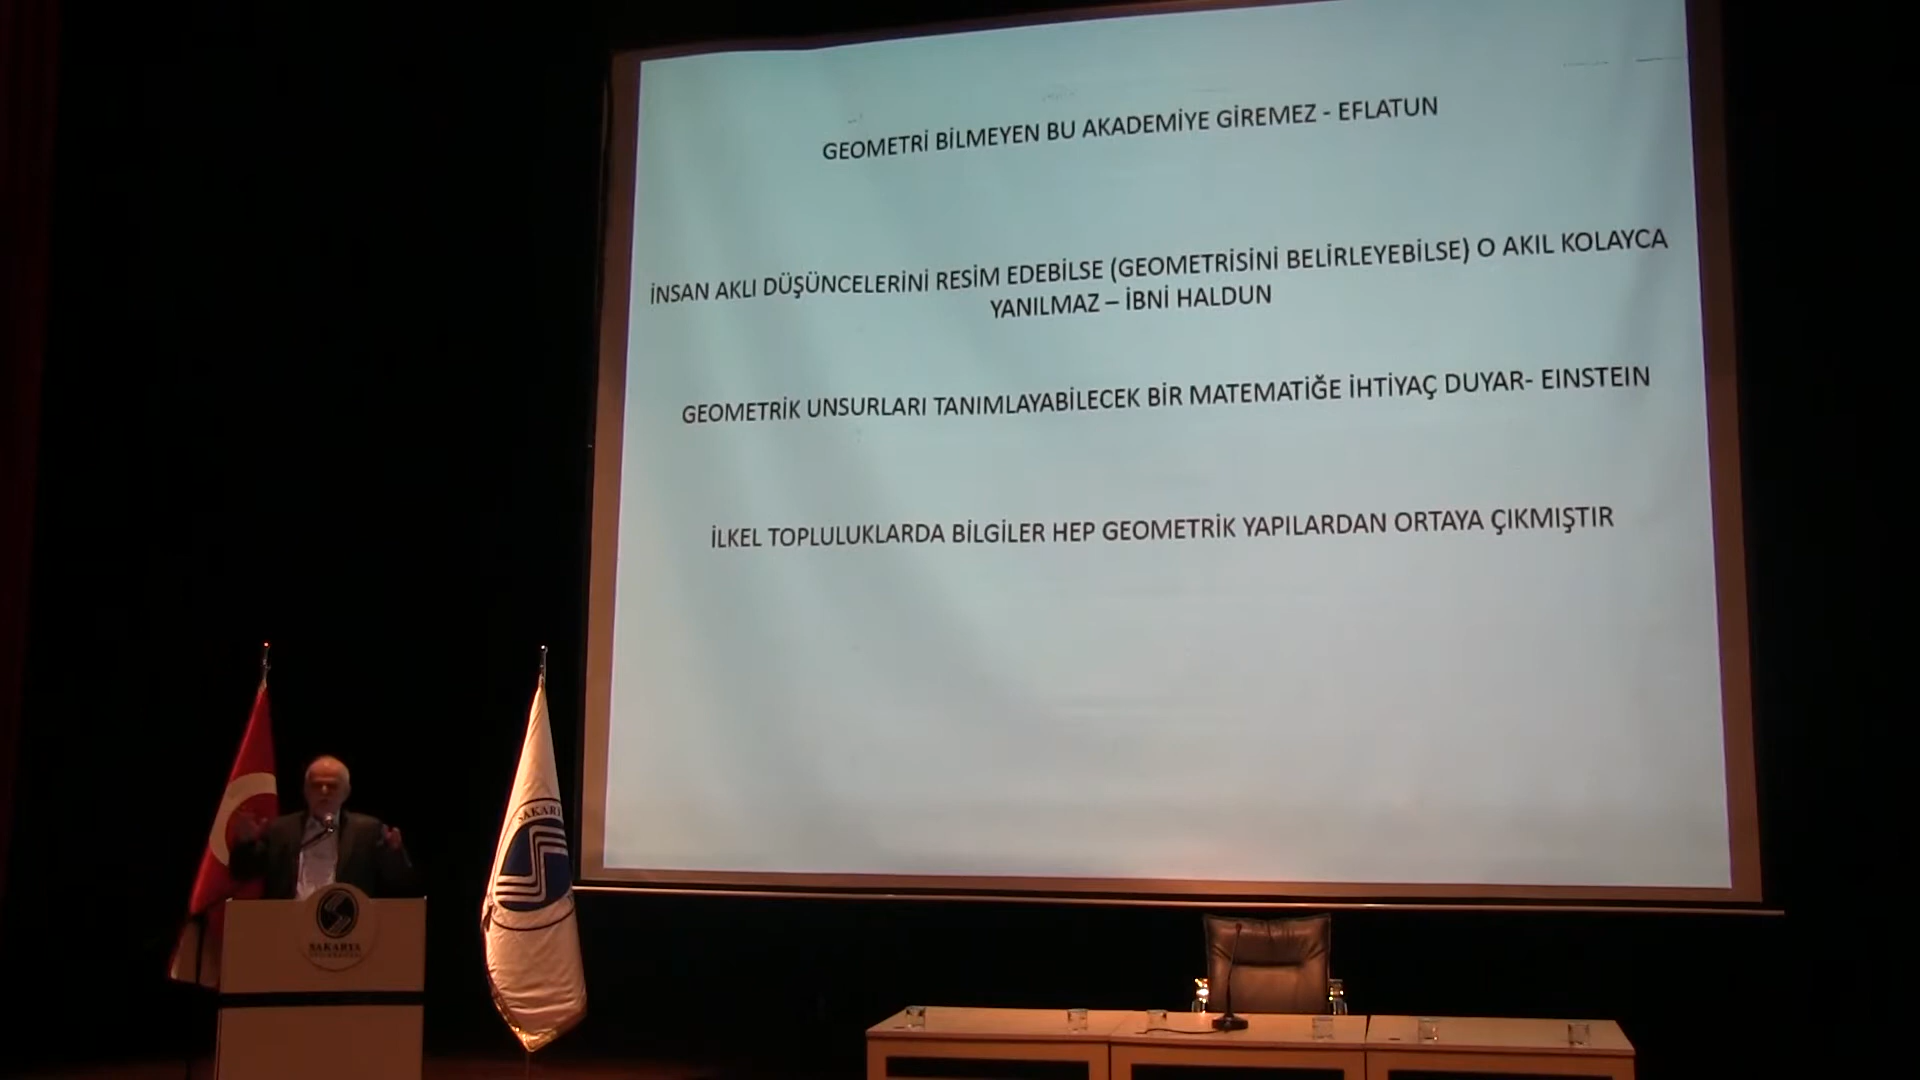 GEOMETRİ BİLMEYEN BU AKADEMİYE GİREMEZ - EFLATUN
İNSAN AKLI DÜŞÜNCELERİNİ RESİM EDEBİLSE (GEOMETRİSİNİ BELİRLEYEBİLSE) O AKIL KOLAYCA
YANILMAZ – İBNİ HALDUN
GEOMETRİK UNSURLARI TANIMLAYABİLECEK BİR MATEMATİĞE İHTİYAÇ DUYAR- EINSTEIN
İLKEL TOPLULUKLARDA BİLGİLER HEP GEOMETRİK YAPILARDAN ORTAYA ÇIKMIŞTIR
SAKARY
SAKARYA